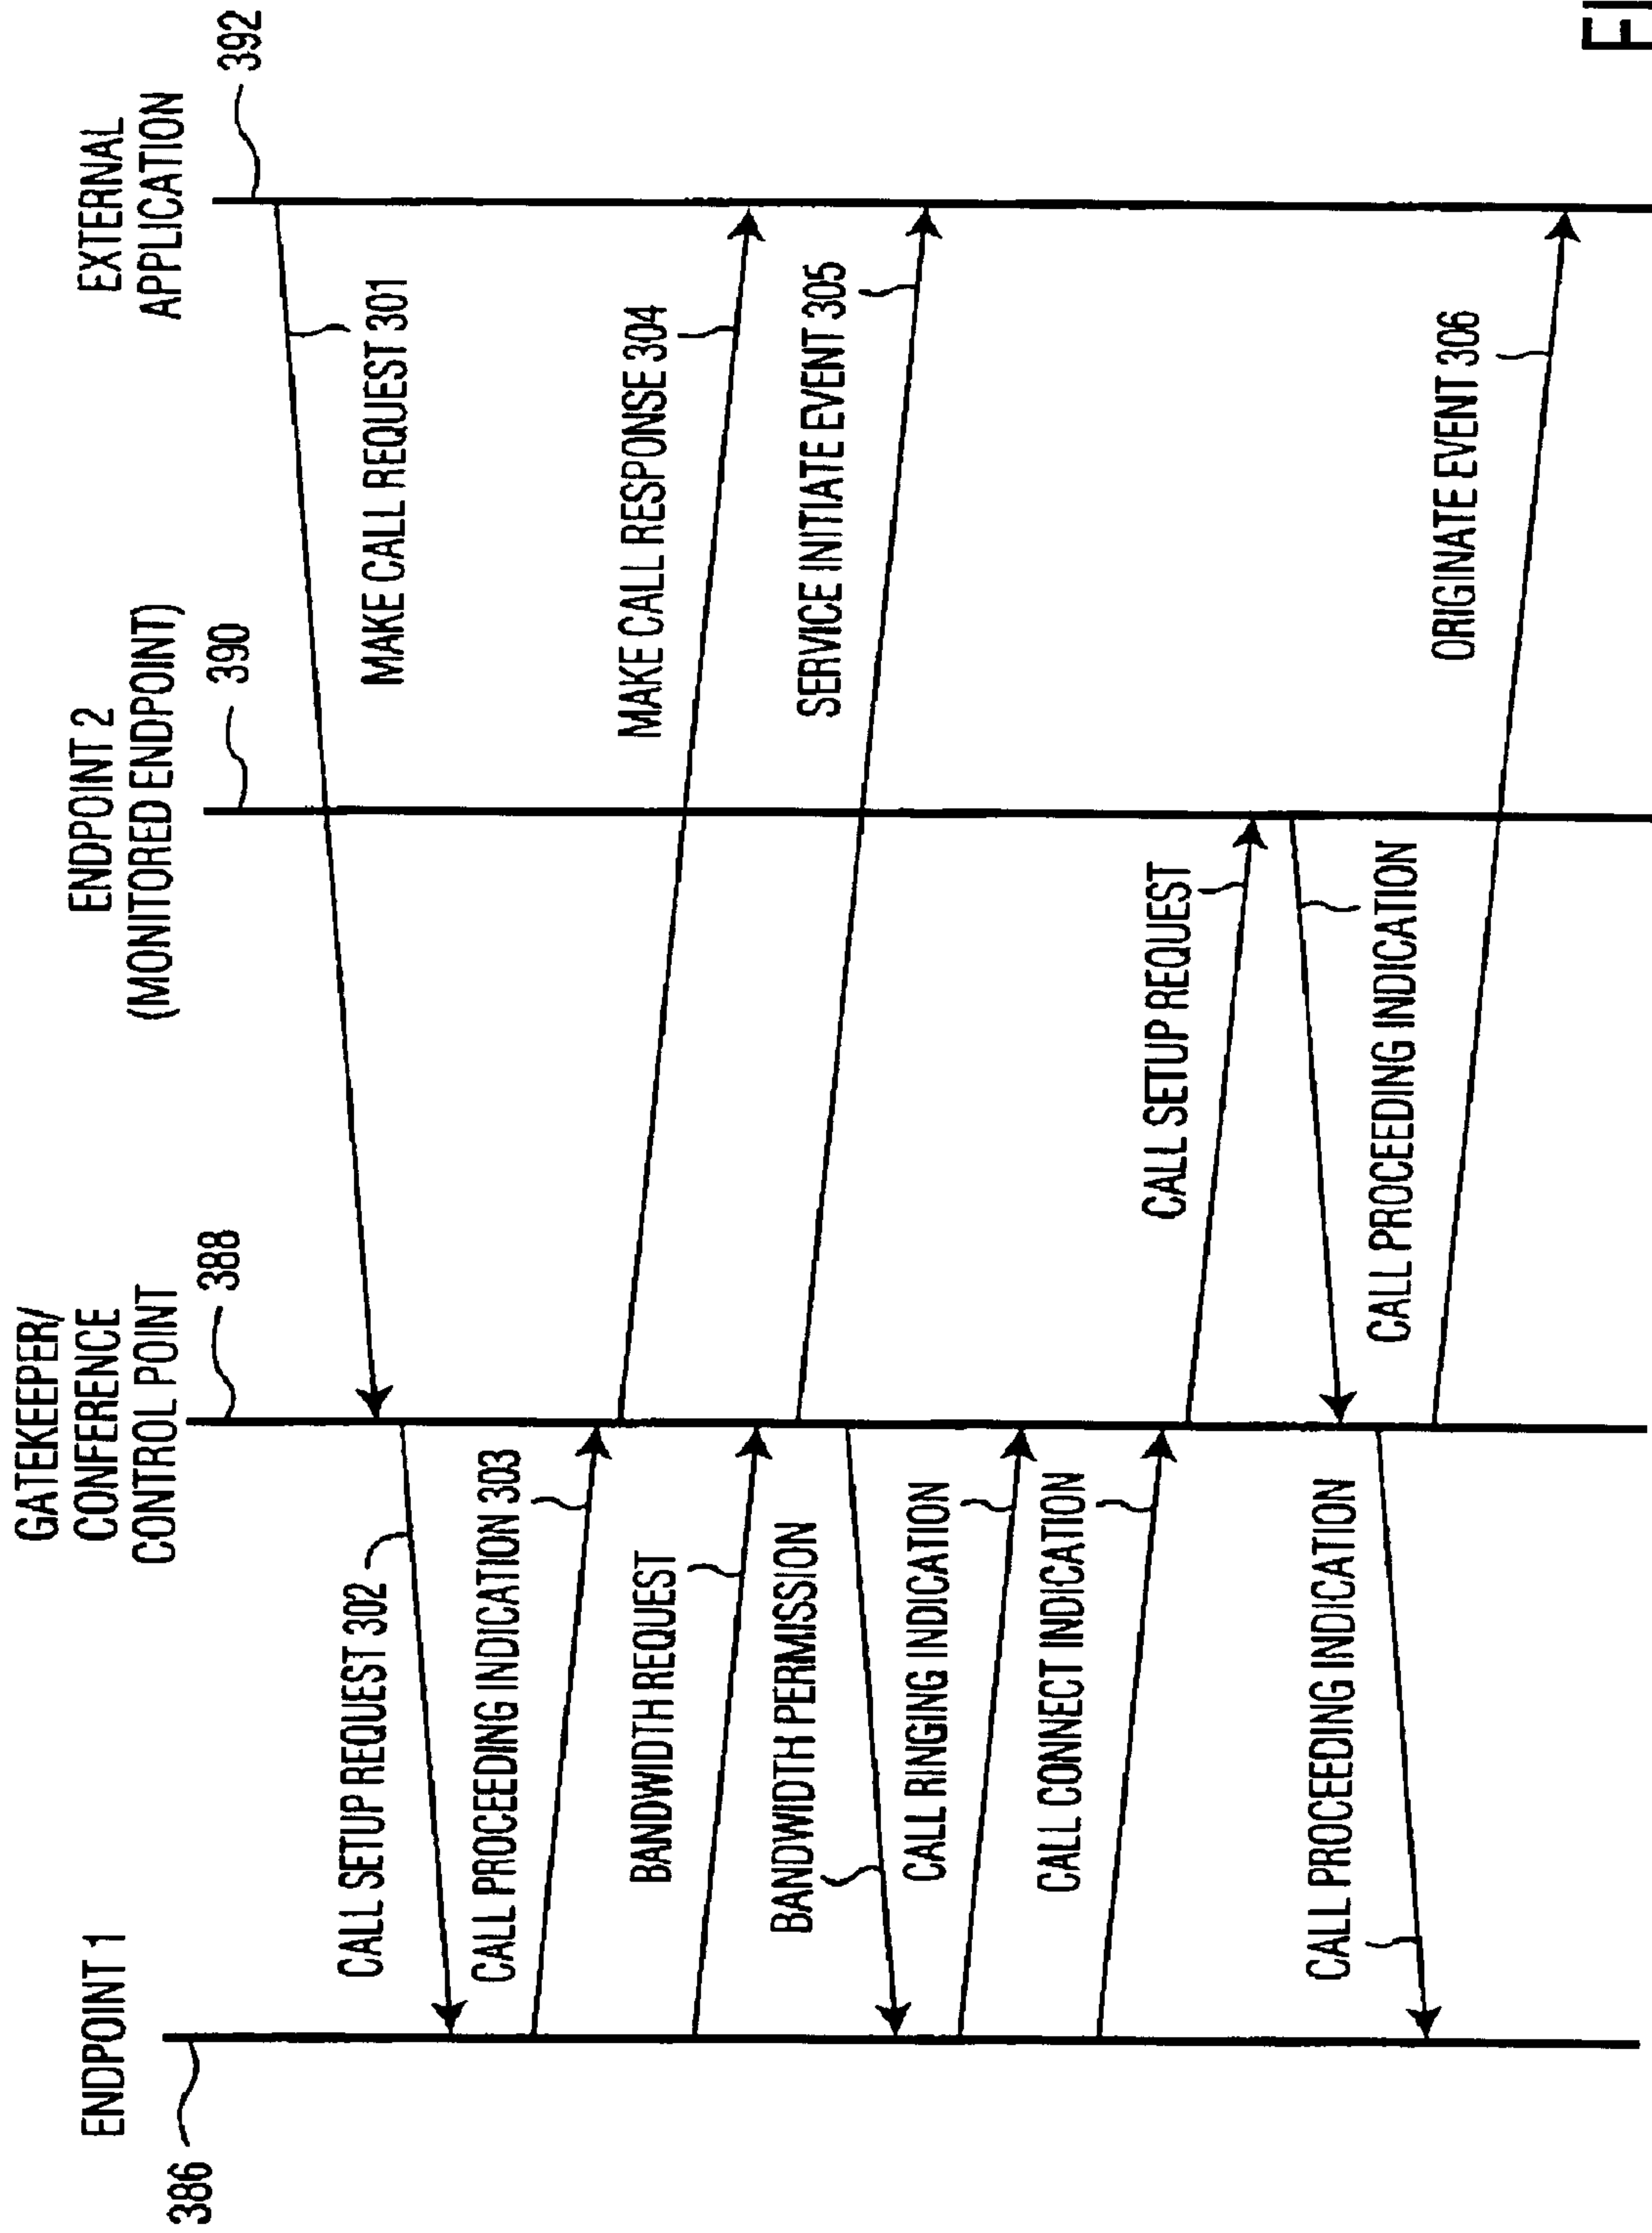 ENDPOINT 1
386
GATEKEEPER/
CONFERENCE
CONTROL POINT
388
ENDPOINT 2
(MONITORED ENDPOINT)
390
EXTERNAL
APPLICATION
392
MAKE CALL REQUEST 301
CALL SETUP REQUEST 302
CALL PROCEEDING INDICATION 303
MAKE CALL RESPONSE 304
BANDWIDTH REQUEST
SERVICE INITIATE EVENT 305
BANDWIDTH PERMISSION
CALL RINGING INDICATION
CALL CONNECT INDICATION
CALL SETUP REQUEST
CALL PROCEEDING INDICATION
CALL PROCEEDING INDICATION
ORIGINATE EVENT 306